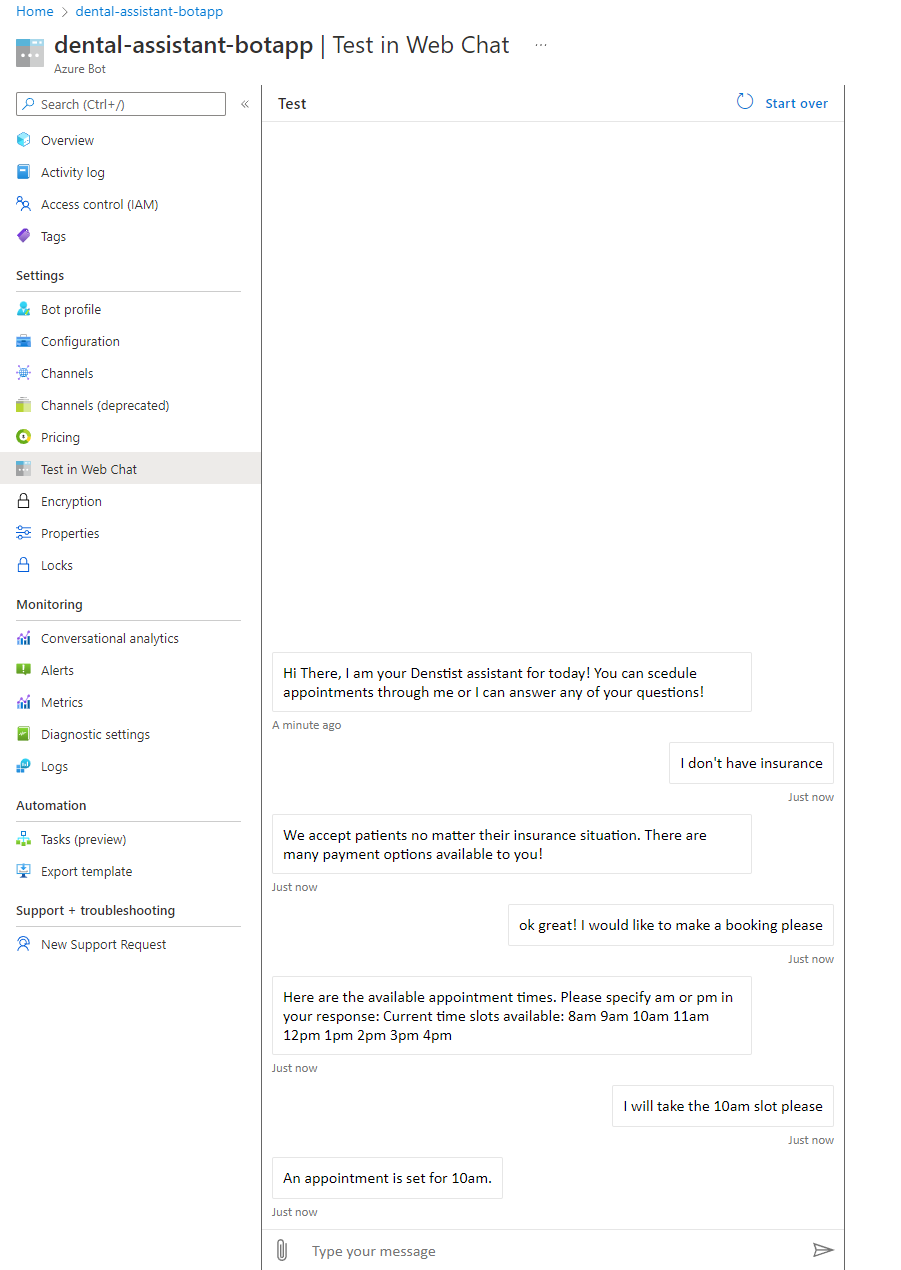 Home > dental-assistant-botapp
dental-assistant-botapp | Test in Web Chat ...
Azure Bot
Search (Ctrl+/) «
Overview
Activity log
Access control (IAM)
Tags
Settings
Bot profile
Configuration
Channels
Channels (deprecated)
Pricing
Test in Web Chat
Encryption
Properties
Locks
Monitoring
Conversational analytics
Alerts
Metrics
Diagnostic settings
Logs
Automation
Tasks (preview)
Export template
Support + troubleshooting
New Support Request
Test
Start over
Hi There, I am your Denstist assistant for today! You can scedule
appointments through me or I can answer any of your questions!
A minute ago
I don't have insurance
Just now
We accept patients no matter their insurance situation. There are
many payment options available to you!
Just now
ok great! I would like to make a booking please
Just now
Here are the available appointment times. Please specify am or pm in
your response: Current time slots available: 8am 9am 10am 11am
12pm 1pm 2pm 3pm 4pm
Just now
I will take the 10am slot please
Just now
An appointment is set for 10am.
Just now
Type your message